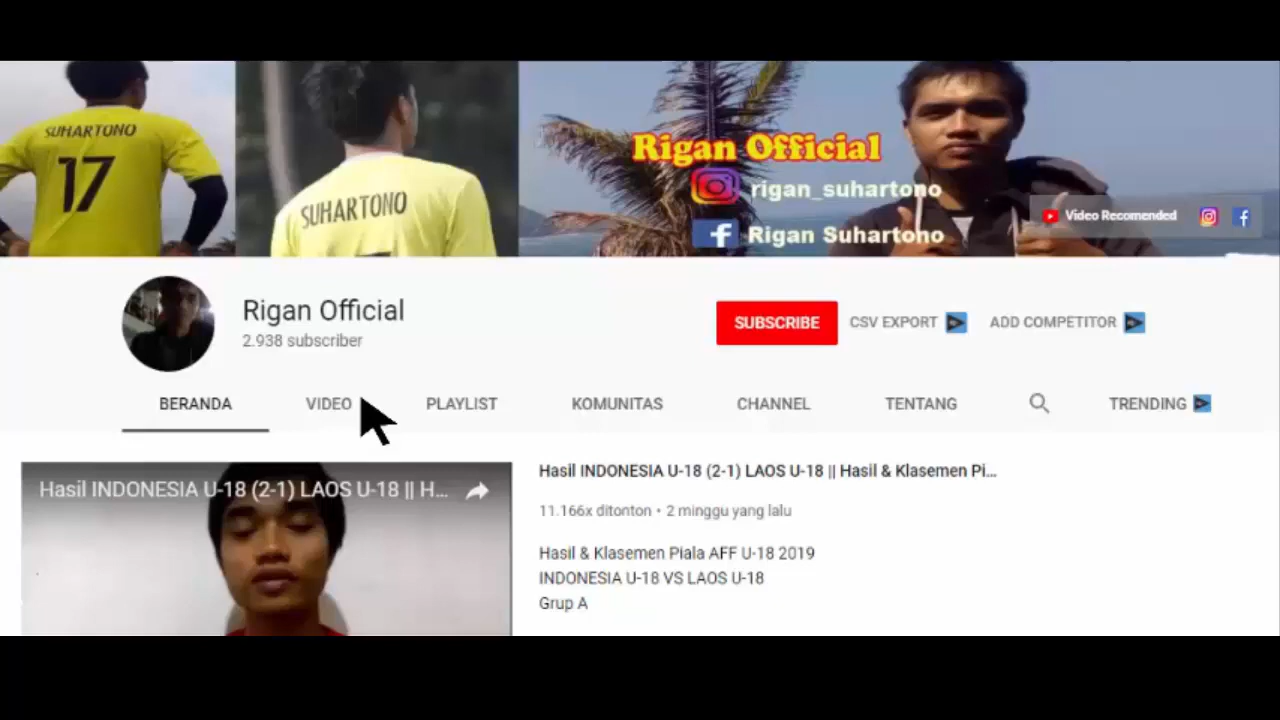 SUHARTONO
17
SUHARTONO
Rigan Official
rigan_suhartono
Rigan Suhartono
Video Recomended
Rigan Official
2.938 subscriber
SUBSCRIBE
CSV EXPORT
ADD COMPETITOR
BERANDA
VIDEO
PLAYLIST
KOMUNITAS
CHANNEL
TENTANG
TRENDING
Hasil INDONESIA U-18 (2-1) LAOS U-18 || H...
Hasil INDONESIA U-18 (2-1) LAOS U-18 || Hasil & Klasemen Pi...
11.166x ditonton • 2 minggu yang lalu
Hasil & Klasemen Piala AFF U-18 2019
INDONESIA U-18 VS LAOS U-18
Grup A